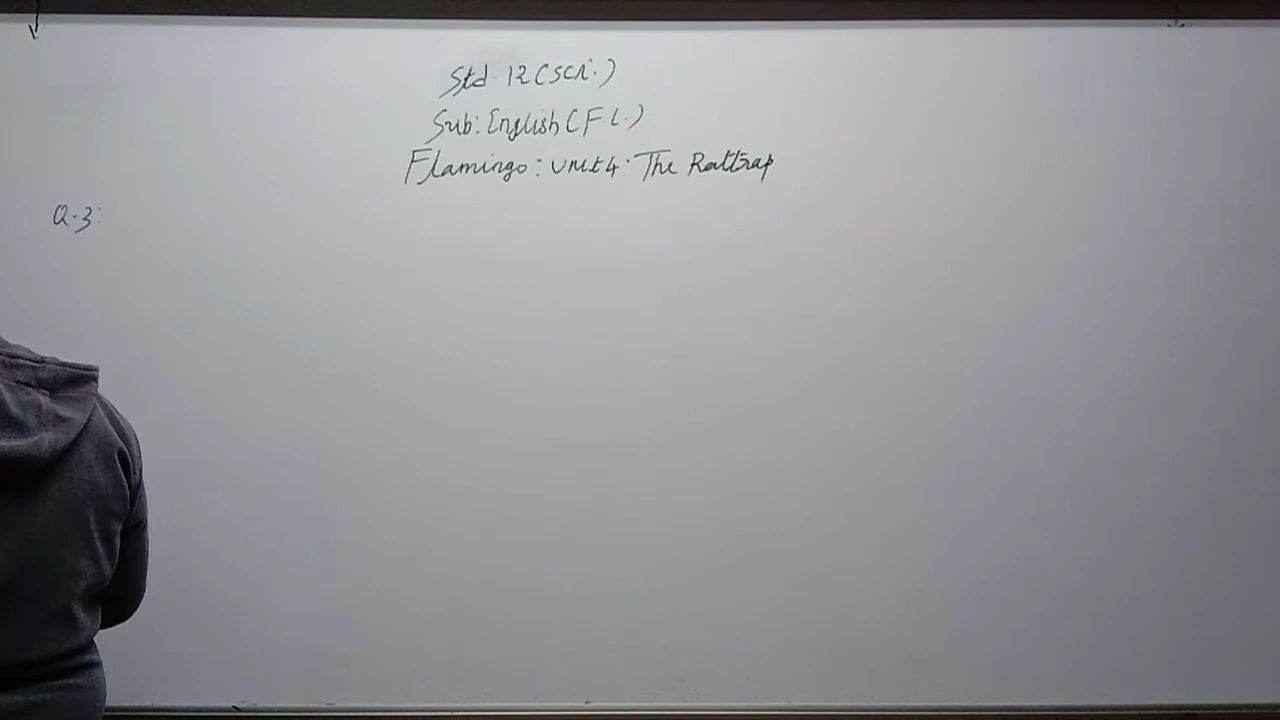 Std. 12 (Sci.)
Sub: English (F.L.)
Flamingo: Unit 4. The Rattrap
Q-3: